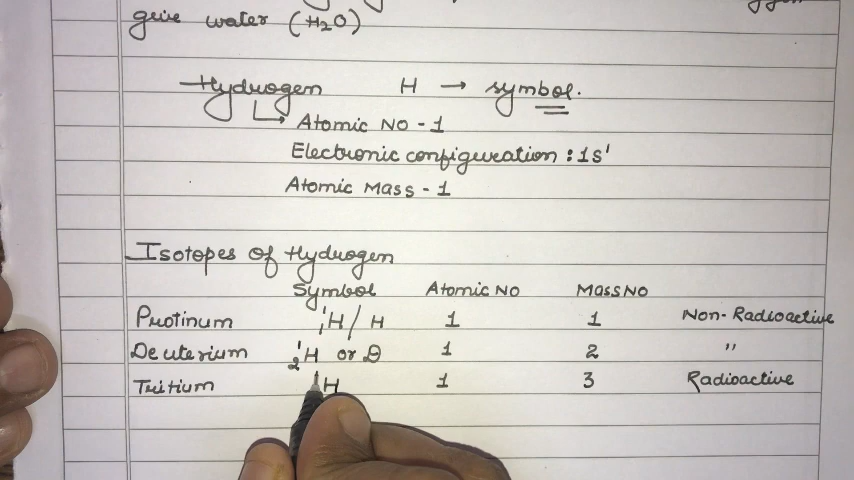 give water (H₂O)
Hydrogen H → symbol.
↳ Atomic NO - 1
Electronic configuration : 1s¹
Atomic Mass - 1
Isotopes of Hydrogen
Symbol Atomic NO Mass NO
Protinum ¹₁H / H 1 1 Non-Radioactive
Deuterium ¹₂H or D 1 2 "
Tritium H 1 3 Radioactive